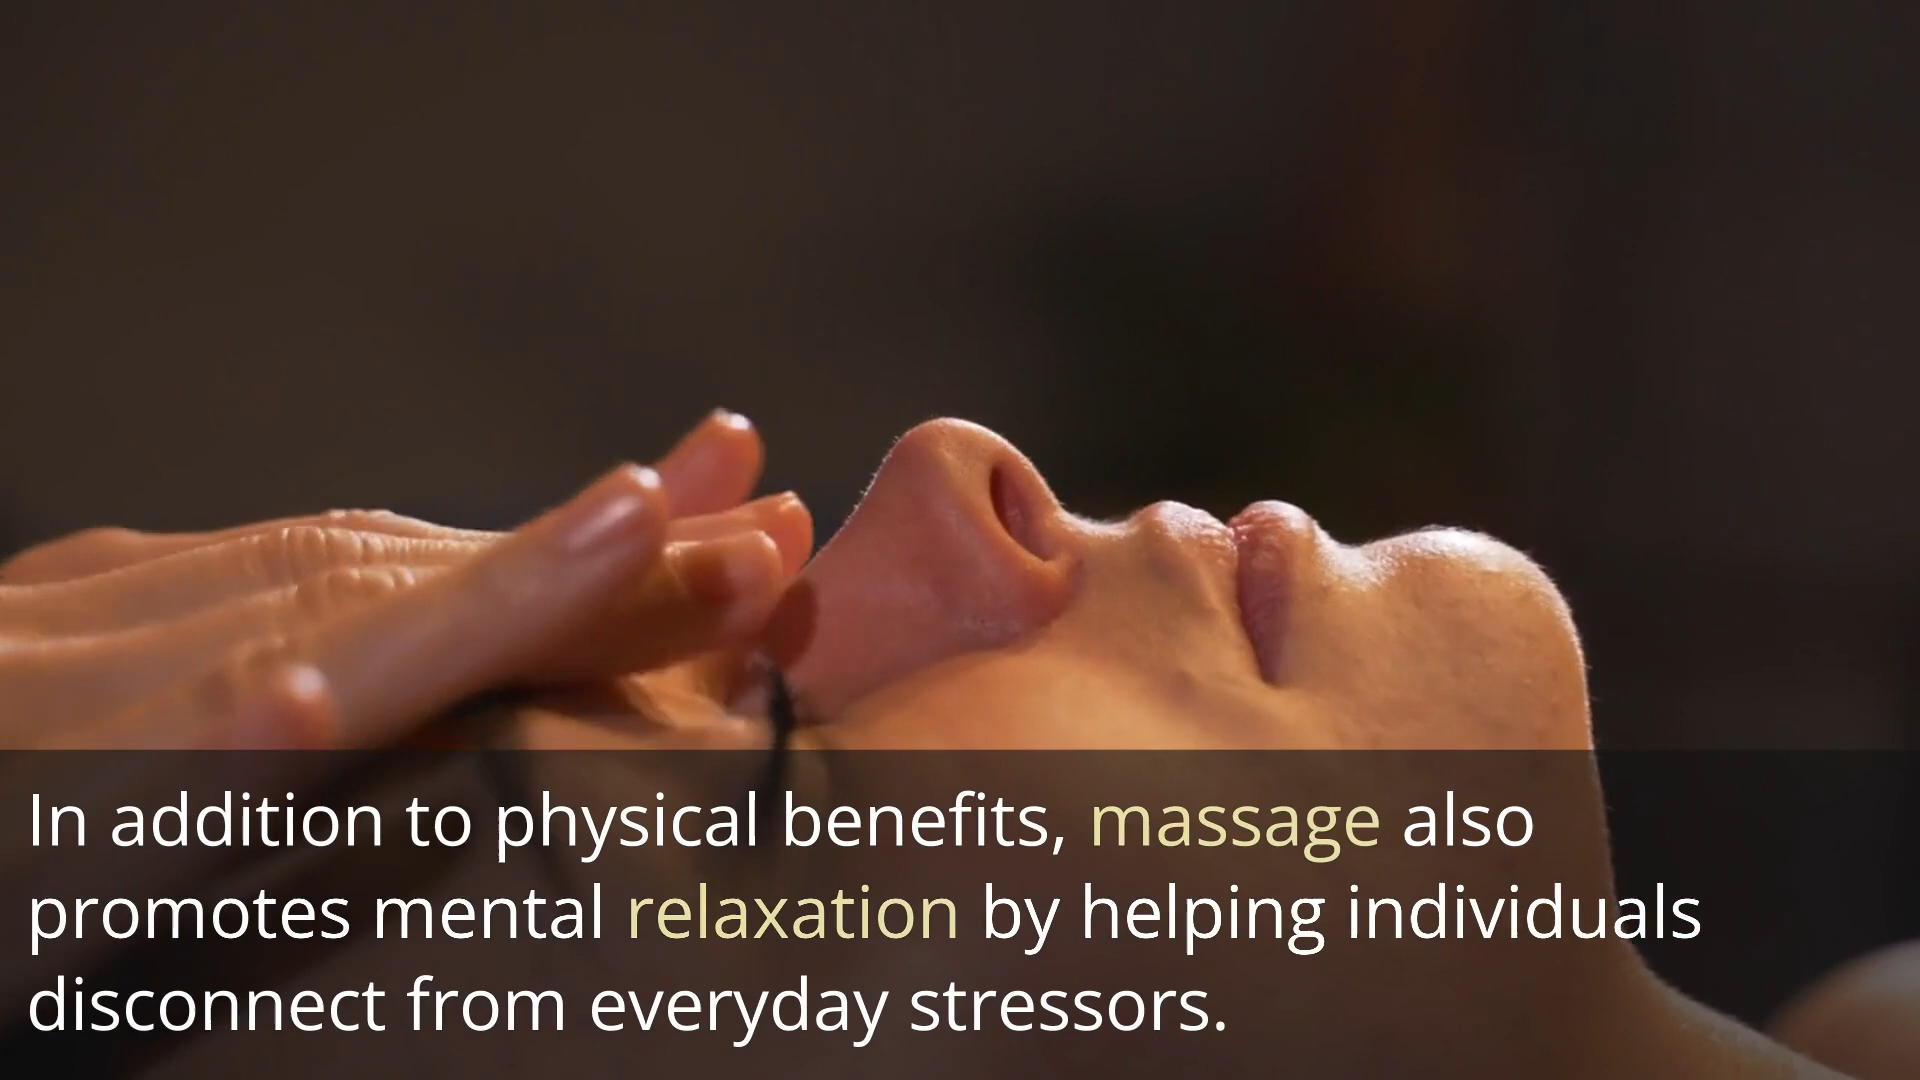 In addition to physical benefits, massage also
promotes mental relaxation by helping individuals
disconnect from everyday stressors.